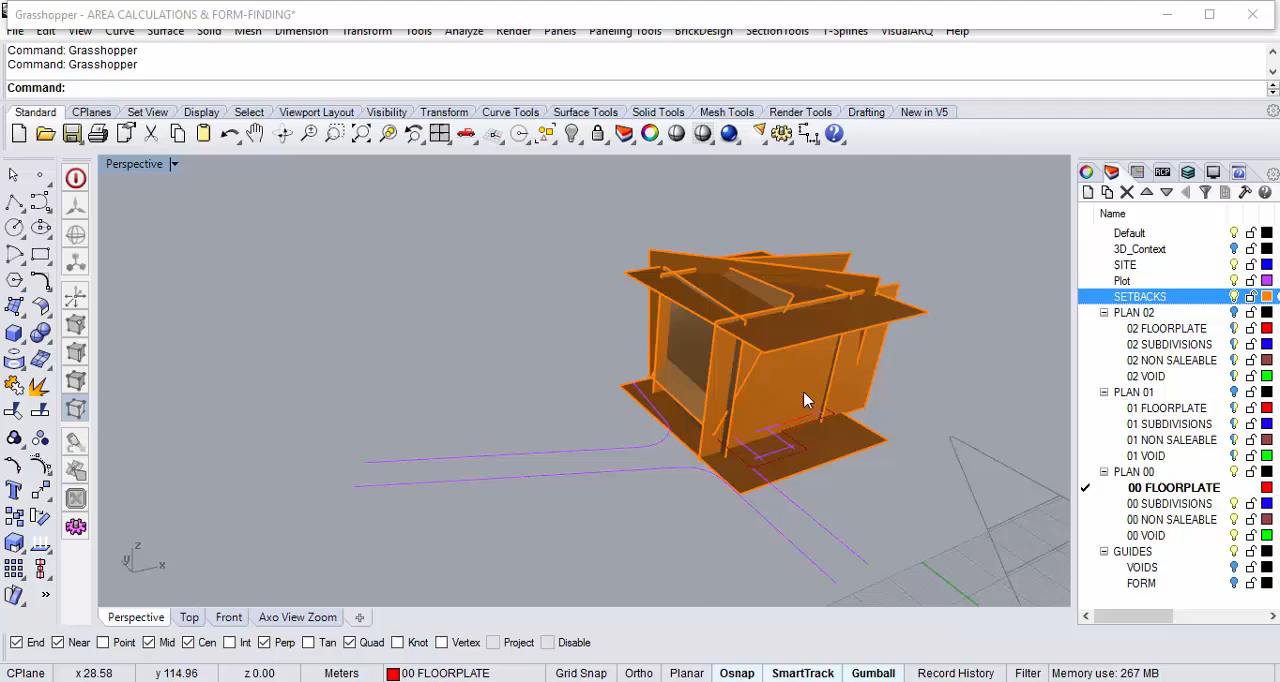 Grasshopper - AREA CALCULATIONS & FORM-FINDING*
File Edit View Curve Surface Solid Mesh Dimension Transform Tools Analyze Render Panels Paneling Tools BrickDesign SectionTools T-Splines VisualARQ Help
Command: Grasshopper
Command: Grasshopper
Command:
Standard CPlanes Set View Display Select Viewport Layout Visibility Transform Curve Tools Surface Tools Solid Tools Mesh Tools Render Tools Drafting New in V5
Perspective
Name
Default
3D_Context
SITE
Plot
SETBACKS
PLAN 02
02 FLOORPLATE
02 SUBDIVISIONS
02 NON SALEABLE
02 VOID
PLAN 01
01 FLOORPLATE
01 SUBDIVISIONS
01 NON SALEABLE
01 VOID
PLAN 00
00 FLOORPLATE
00 SUBDIVISIONS
00 NON SALEABLE
00 VOID
GUIDES
VOIDS
FORM
z
y x
Perspective Top Front Axo View Zoom
End Near Point Mid Cen Int Perp Tan Quad Knot Vertex Project Disable
CPlane x 28.58 y 114.96 z 0.00 Meters 00 FLOORPLATE Grid Snap Ortho Planar Osnap SmartTrack Gumball Record History Filter Memory use: 267 MB